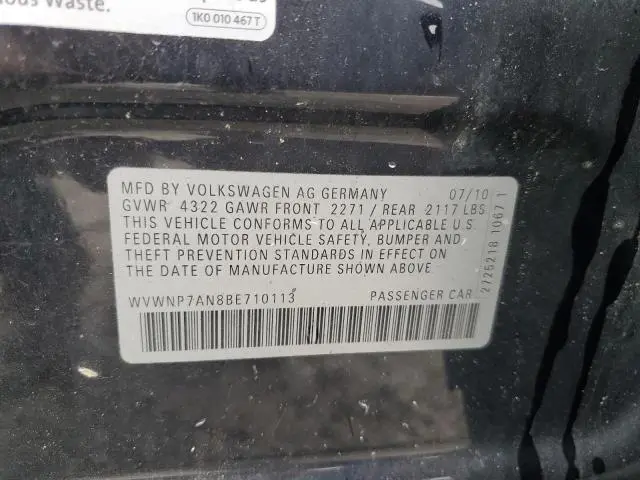 ous Waste.
1K0 010 467 T
MFD BY VOLKSWAGEN AG GERMANY 07/10
GVWR 4322 GAWR FRONT 2271 / REAR 2117 LBS
THIS VEHICLE CONFORMS TO ALL APPLICABLE U.S.
FEDERAL MOTOR VEHICLE SAFETY, BUMPER AND
THEFT PREVENTION STANDARDS IN EFFECT ON
THE DATE OF MANUFACTURE SHOWN ABOVE.
WVWNP7AN8BE710113 PASSENGER CAR
2725218 1067 1